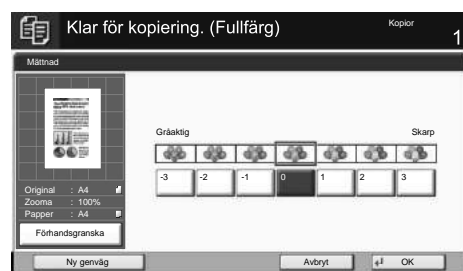 Klar för kopiering. (Fullfärg)
Kopior
1
Mättnad
Gråaktig
Skarp
-3
-2
-1
0
1
2
3
Original : A4
Zooma : 100%
Papper : A4
Förhandsgranska
Ny genväg
Avbryt
OK